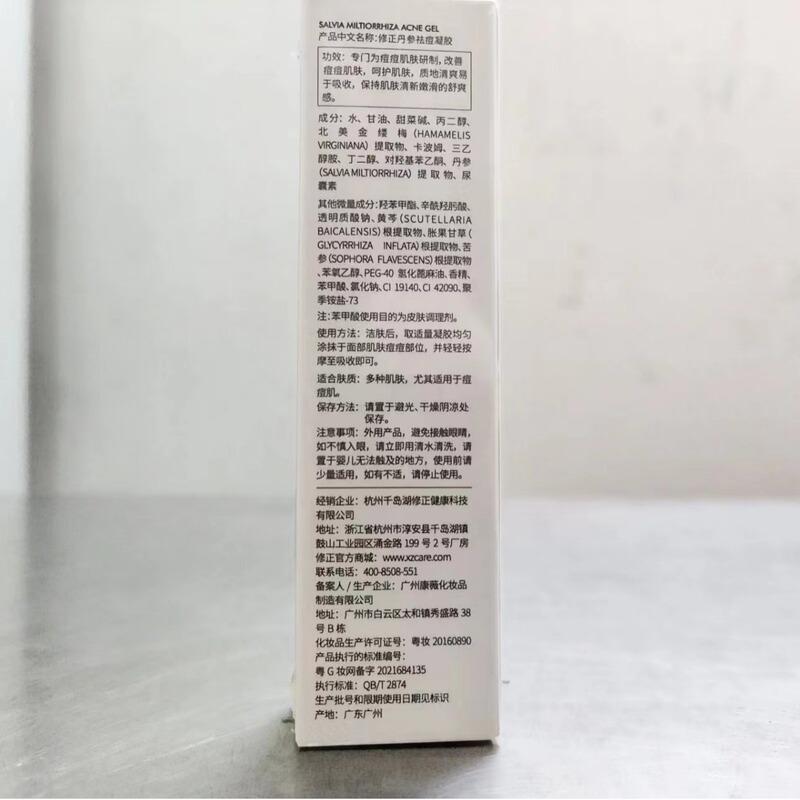 SALVIA MILTIORRHIZA ACNE GEL
产品中文名称：修正丹参祛痘凝胶
功效：专门为痘痘肌肤研制，改善
痘痘肌肤，呵护肌肤，质地清爽易
于吸收，保持肌肤清新嫩滑的舒爽
感。
成分：水、甘油、甜菜碱、丙二醇、
北美金缕梅（HAMAMELIS
VIRGINIANA）提取物、卡波姆、三乙
醇胺、丁二醇、对羟基苯乙酮、丹参
（SALVIA MILTIORRHIZA）提取物、尿
囊素
其他微量成分：羟苯甲酯、辛酰羟肟酸、
透明质酸钠、黄芩（SCUTELLARIA
BAICALENSIS）根提取物、胀果甘草（
GLYCYRRHIZA INFLATA）根提取物、苦
参（SOPHORA FLAVESCENS）根提取物
、苯氧乙醇、PEG-40 氢化蓖麻油、香精、
苯甲酸、氯化钠、CI 19140、CI 42090、聚
季铵盐-73
注：苯甲酸使用目的为皮肤调理剂。
使用方法：洁肤后，取适量凝胶均匀
涂抹于面部肌肤痘痘部位，并轻轻按
摩至吸收即可。
适合肤质：多种肌肤，尤其适用于痘
痘肌。
保存方法：请置于避光、干燥阴凉处
保存。
注意事项：外用产品，避免接触眼睛，
如不慎入眼，请立即用清水清洗，请
置于婴儿无法触及的地方，使用前请
少量适用，如有不适，请停止使用。
经销企业：杭州千岛湖修正健康科技
有限公司
地址：浙江省杭州市淳安县千岛湖镇
鼓山工业园区涌金路 199 号 2 号厂房
修正官方商城：www.xzcare.com
联系电话：400-8508-551
备案人/生产企业：广州康薇化妆品
制造有限公司
地址：广州市白云区太和镇秀盛路 38
号 B 栋
化妆品生产许可证号：粤妆 20160890
产品执行的标准编号：
粤 G 妆网备字 2021684135
执行标准：QB/T 2874
生产批号和限期使用日期见标识
产地：广东广州